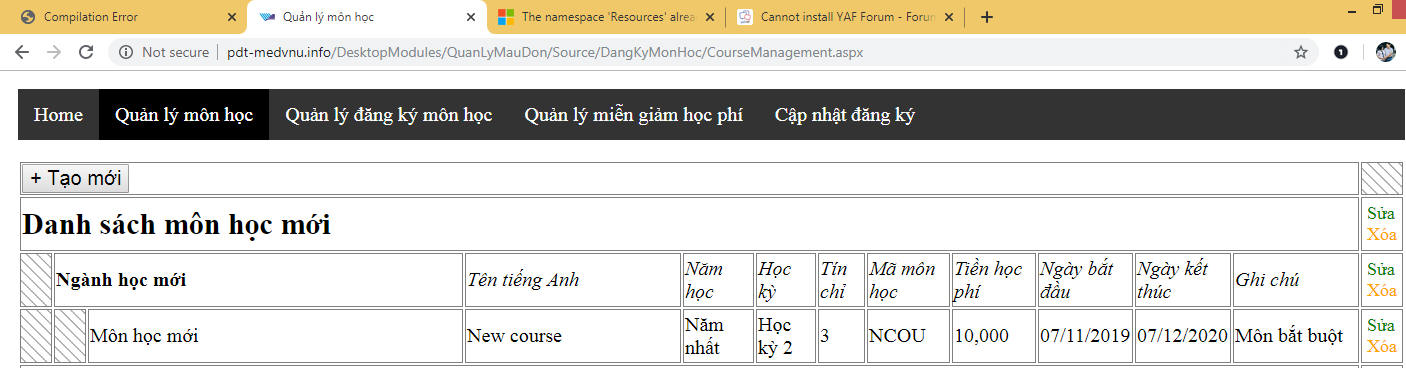 Compilation Error
Quản lý môn học
The namespace 'Resources' alrea
Cannot install YAF Forum - Forum
Not secure
pdt-medvnu.info/DesktopModules/QuanLyMauDon/Source/DangKyMonHoc/CourseManagement.aspx
Home Quản lý môn học Quản lý đăng ký môn học Quản lý miễn giảm học phí Cập nhật đăng ký
+ Tạo mới
Danh sách môn học mới
Sửa
Xóa
Ngành học mới
Tên tiếng Anh
Năm
học
Học
kỳ
Tín
chỉ
Mã môn
học
Tiền học
phí
Ngày bắt
đầu
Ngày kết
thúc
Ghi chú
Sửa
Xóa
Môn học mới
New course
Năm
nhất
Học
kỳ 2
3
NCOU
10,000
07/11/2019
07/12/2020
Môn bắt buột
Sửa
Xóa